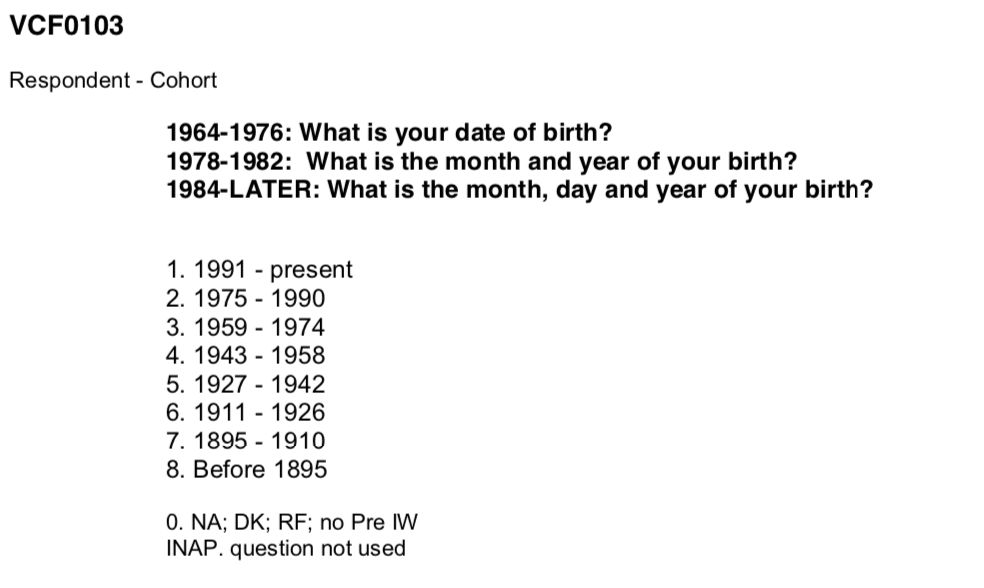 VCF0103
Respondent - Cohort
1964-1976: What is your date of birth?
1978-1982:  What is the month and year of your birth?
1984-LATER: What is the month, day and year of your birth?
1. 1991 - present
2. 1975 - 1990
3. 1959 - 1974
4. 1943 - 1958
5. 1927 - 1942
6. 1911 - 1926
7. 1895 - 1910
8. Before 1895
0. NA; DK; RF; no Pre IW
INAP. question not used